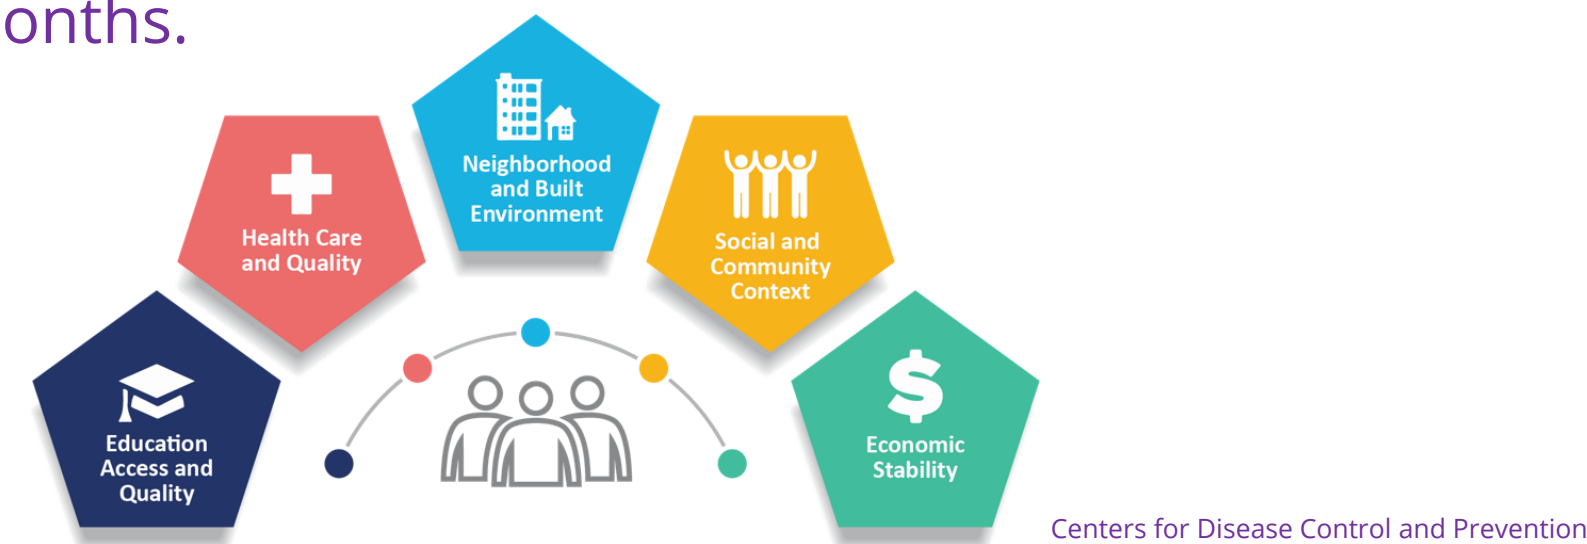 onths.
Neighborhood
and Built
Environment
Health Care
and Quality
Social and
Community
Context
Education
Access and
Quality
$
Economic
Stability
Centers for Disease Control and Prevention